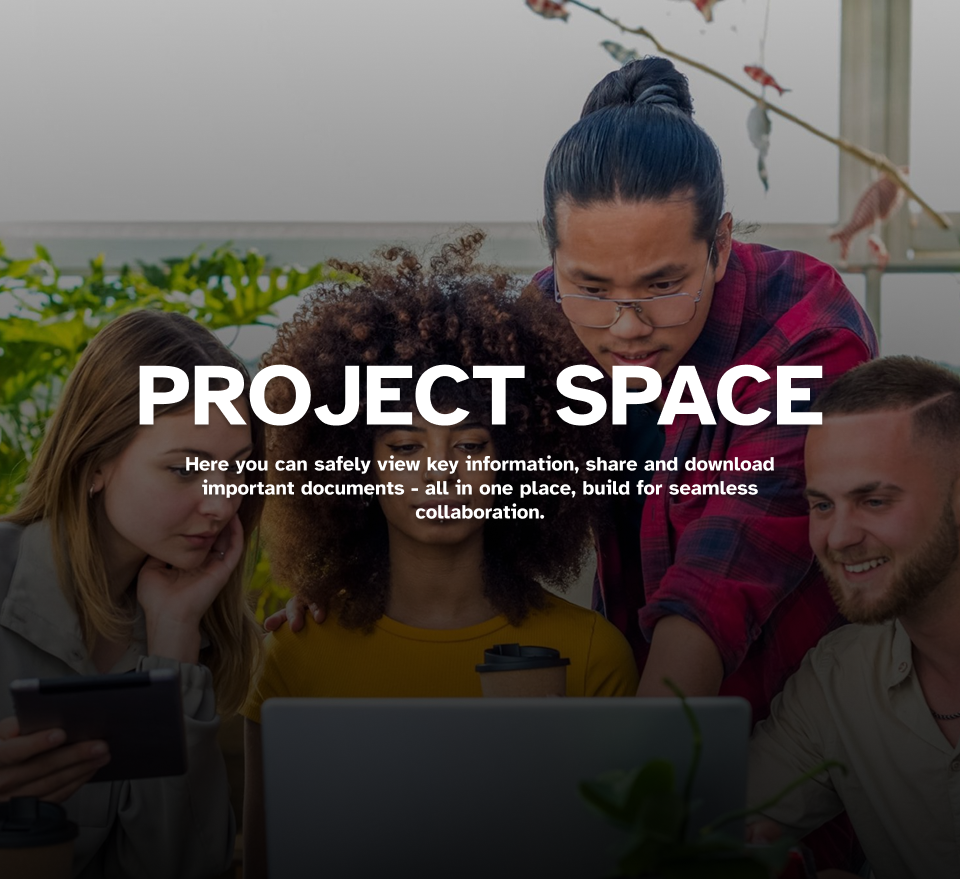 PROJECT SPACE
Here you can safely view key information, share and download
important documents - all in one place, build for seamless
collaboration.